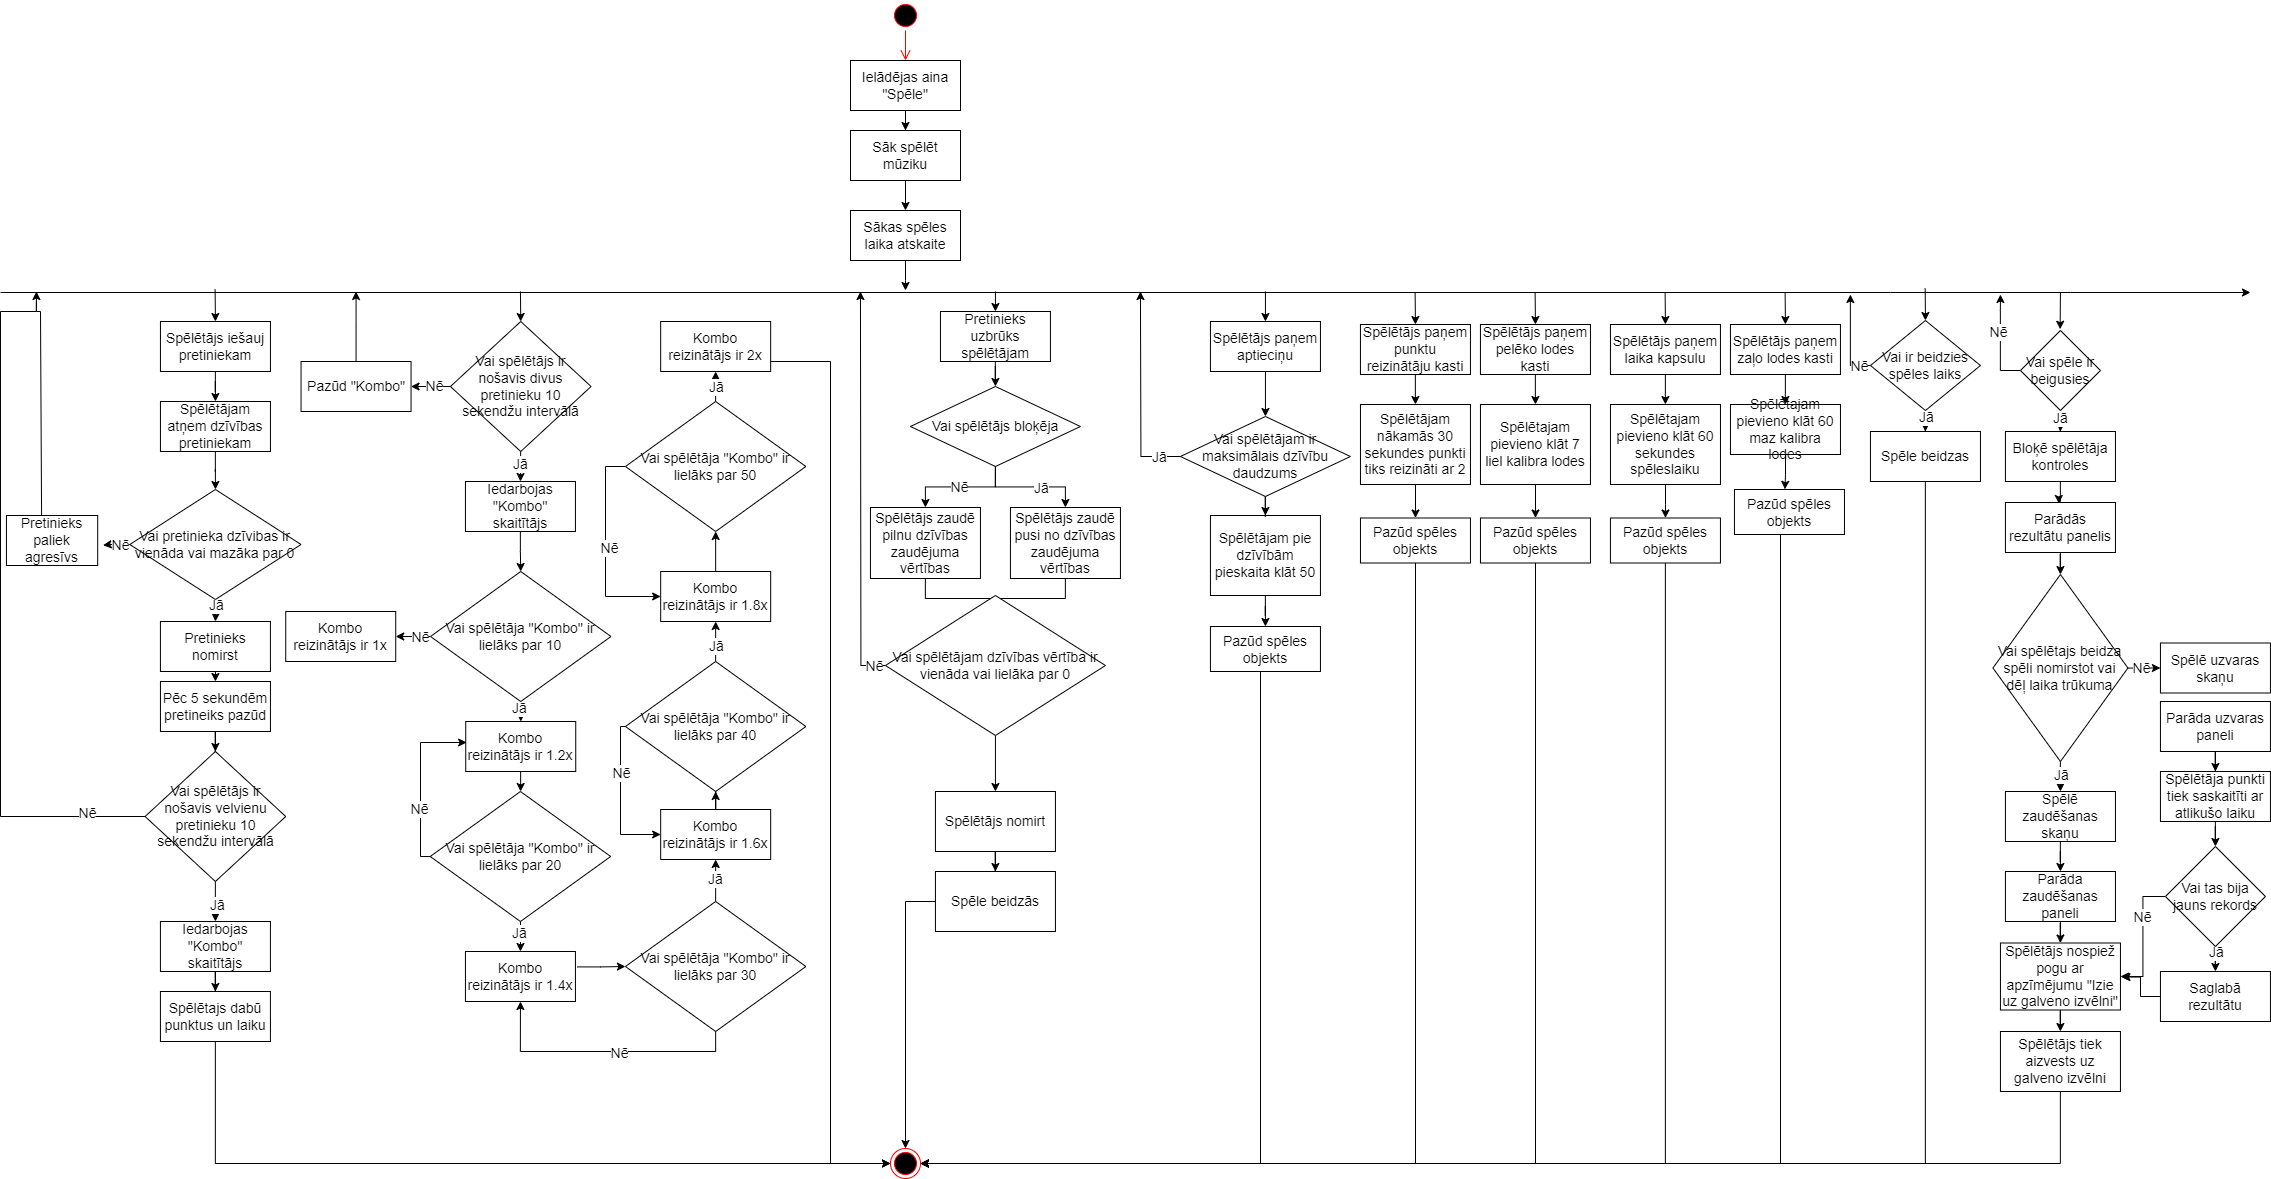 Ielādējas aina
"Spēle"
Sāk spēlēt
mūziku
Sākas spēles
laika atskaite
Spēlētājs iešauj
pretiniekam
Spēlētājam
atņem dzīvības
pretiniekam
Vai pretinieka dzīvibas ir
vienāda vai mazāka par 0
Nē
Pretinieks
paliek
agresīvs
Jā
Pretinieks
nomirst
Pēc 5 sekundēm
pretineiks pazūd
Vai spēlētājs ir
nošavis velvienu
pretinieku 10
sekendžu intervālā
Nē
Jā
Iedarbojas
"Kombo"
skaitītājs
Spēlētajs dabū
punktus un laiku
Vai spēlētājs ir
nošavis divus
pretinieku 10
sekendžu intervālā
Nē
Pazūd "Kombo"
Jā
Iedarbojas
"Kombo"
skaitītājs
Vai spēlētāja "Kombo" ir
lielāks par 10
Nē
Kombo
reizinātājs ir 1x
Jā
Kombo
reizinātājs ir 1.2x
Nē
Vai spēlētāja "Kombo" ir
lielāks par 20
Jā
Kombo
reizinātājs ir 1.4x
Nē
Vai spēlētāja "Kombo" ir
lielāks par 30
Jā
Kombo
reizinātājs ir 1.6x
Nē
Vai spēlētāja "Kombo" ir
lielāks par 40
Jā
Kombo
reizinātājs ir 1.8x
Nē
Vai spēlētāja "Kombo" ir
lielāks par 50
Jā
Kombo
reizinātājs ir 2x
Pretinieks
uzbrūks
spēlētājam
Vai spēlētājs bloķēja
Nē
Jā
Spēlētājs zaudē
pilnu dzīvības
zaudējuma
vērtības
Spēlētājs zaudē
pusi no dzīvības
zaudējuma
vērtības
Vai spēlētājam dzīvības vērtība ir
vienāda vai lielāka par 0
Nē
Spēlētājs nomirt
Spēle beidzās
Spēlētājs paņem
aptieciņu
Vai spēlētājam ir
maksimālais dzīvību
daudzums
Jā
Spēlētājam pie
dzīvībām
pieskaita klāt 50
Pazūd spēles
objekts
Spēlētājs paņem
punktu
reizinātāju kasti
Spēlētājam
nākamās 30
sekundes punkti
tiks reizināti ar 2
Pazūd spēles
objekts
Spēlētājs paņem
pelēko lodes
kasti
Spēlētajam
pievieno klāt 7
liel kalibra lodes
Pazūd spēles
objekts
Spēlētājs paņem
laika kapsulu
Spēlētajam
pievieno klāt 60
sekundes
spēleslaiku
Pazūd spēles
objekts
Spēlētājs paņem
zaļo lodes kasti
Spēlētajam
pievieno klāt 60
maz kalibra
lodes
Pazūd spēles
objekts
Vai ir beidzies
spēles laiks
Nē
Jā
Spēle beidzas
Nē
Vai spēle ir
beigusies
Jā
Bloķē spēlētāja
kontroles
Parādās
rezultātu panelis
Vai spēlētajs beidza
spēli nomirstot vai
dēļ laika trūkuma
Nē
Spēlē uzvaras
skaņu
Parāda uzvaras
paneli
Spēlētāja punkti
tiek saskaitīti ar
atlikušo laiku
Vai tas bija
jauns rekords
Nē
Jā
Saglabā
rezultātu
Jā
Spēlē
zaudēšanas
skaņu
Parāda
zaudēšanas
paneli
Spēlētājs nospiež
pogu ar
apzīmējumu "Izie
uz galveno izvēlni"
Spēlētājs tiek
aizvests uz
galveno izvēlni